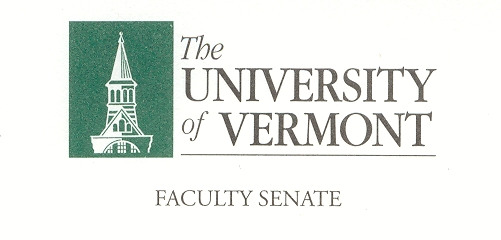 The
UNIVERSITY
of VERMONT
FACULTY SENATE